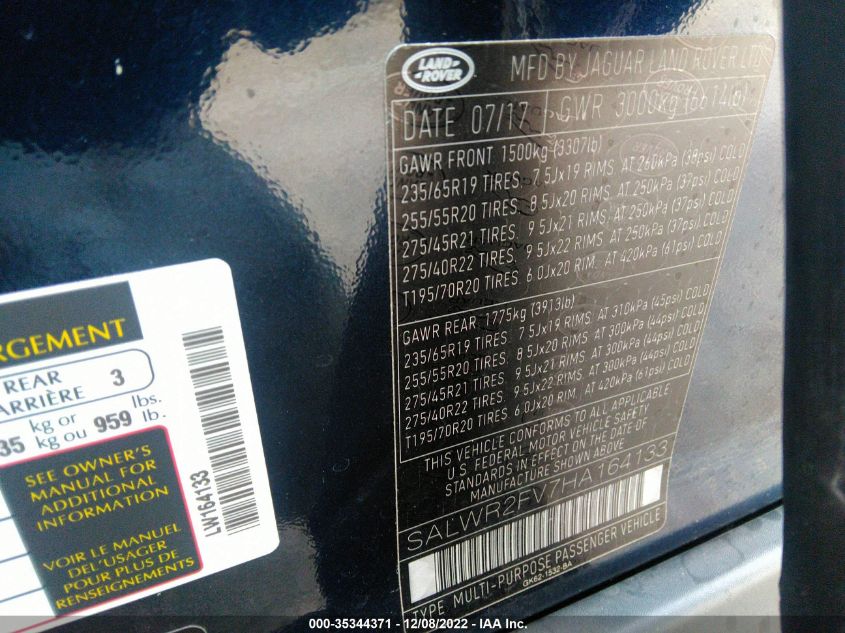 LAND
ROVER
MFD BY JAGUAR LAND ROVER LTD
DATE 07/17 GWR 3000kg (6614lb)
GAWR FRONT 1500kg (3307lb)
235/65R19 TIRES, 7.5Jx19 RIMS, AT 260kPa (38psi) COLD
255/55R20 TIRES, 8.5Jx20 RIMS, AT 250kPa (37psi) COLD
275/45R21 TIRES, 9.5Jx21 RIMS, AT 250kPa (37psi) COLD
275/40R22 TIRES, 9.5Jx22 RIMS, AT 250kPa (37psi) COLD
T195/70R20 TIRES, 6.0Jx20 RIM, AT 420kPa (61psi) COLD
GAWR REAR 1775kg (3913lb)
235/65R19 TIRES, 7.5Jx19 RIMS, AT 310kPa (45psi) COLD
255/55R20 TIRES, 8.5Jx20 RIMS, AT 300kPa (44psi) COLD
275/45R21 TIRES, 9.5Jx21 RIMS, AT 300kPa (44psi) COLD
275/40R22 TIRES, 9.5Jx22 RIMS, AT 300kPa (44psi) COLD
T195/70R20 TIRES, 6.0Jx20 RIM, AT 420kPa (61psi) COLD
THIS VEHICLE CONFORMS TO ALL APPLICABLE
U.S. FEDERAL MOTOR VEHICLE SAFETY
STANDARDS IN EFFECT ON THE DATE OF
MANUFACTURE SHOWN ABOVE
SALWR2FV7HA164133
TYPE MULTI-PURPOSE PASSENGER VEHICLE
GK62-1532-BA
RGEMENT
REAR 3
ARRIÈRE
35 kg or 959 lbs.
kg ou lb.
SEE OWNER'S
MANUAL FOR
ADDITIONAL
INFORMATION
VOIR LE MANUEL
DEL'USAGER
POUR PLUS DE
RENSEIGNEMENTS
LW164133
000-35344371 - 12/08/2022 - IAA Inc.